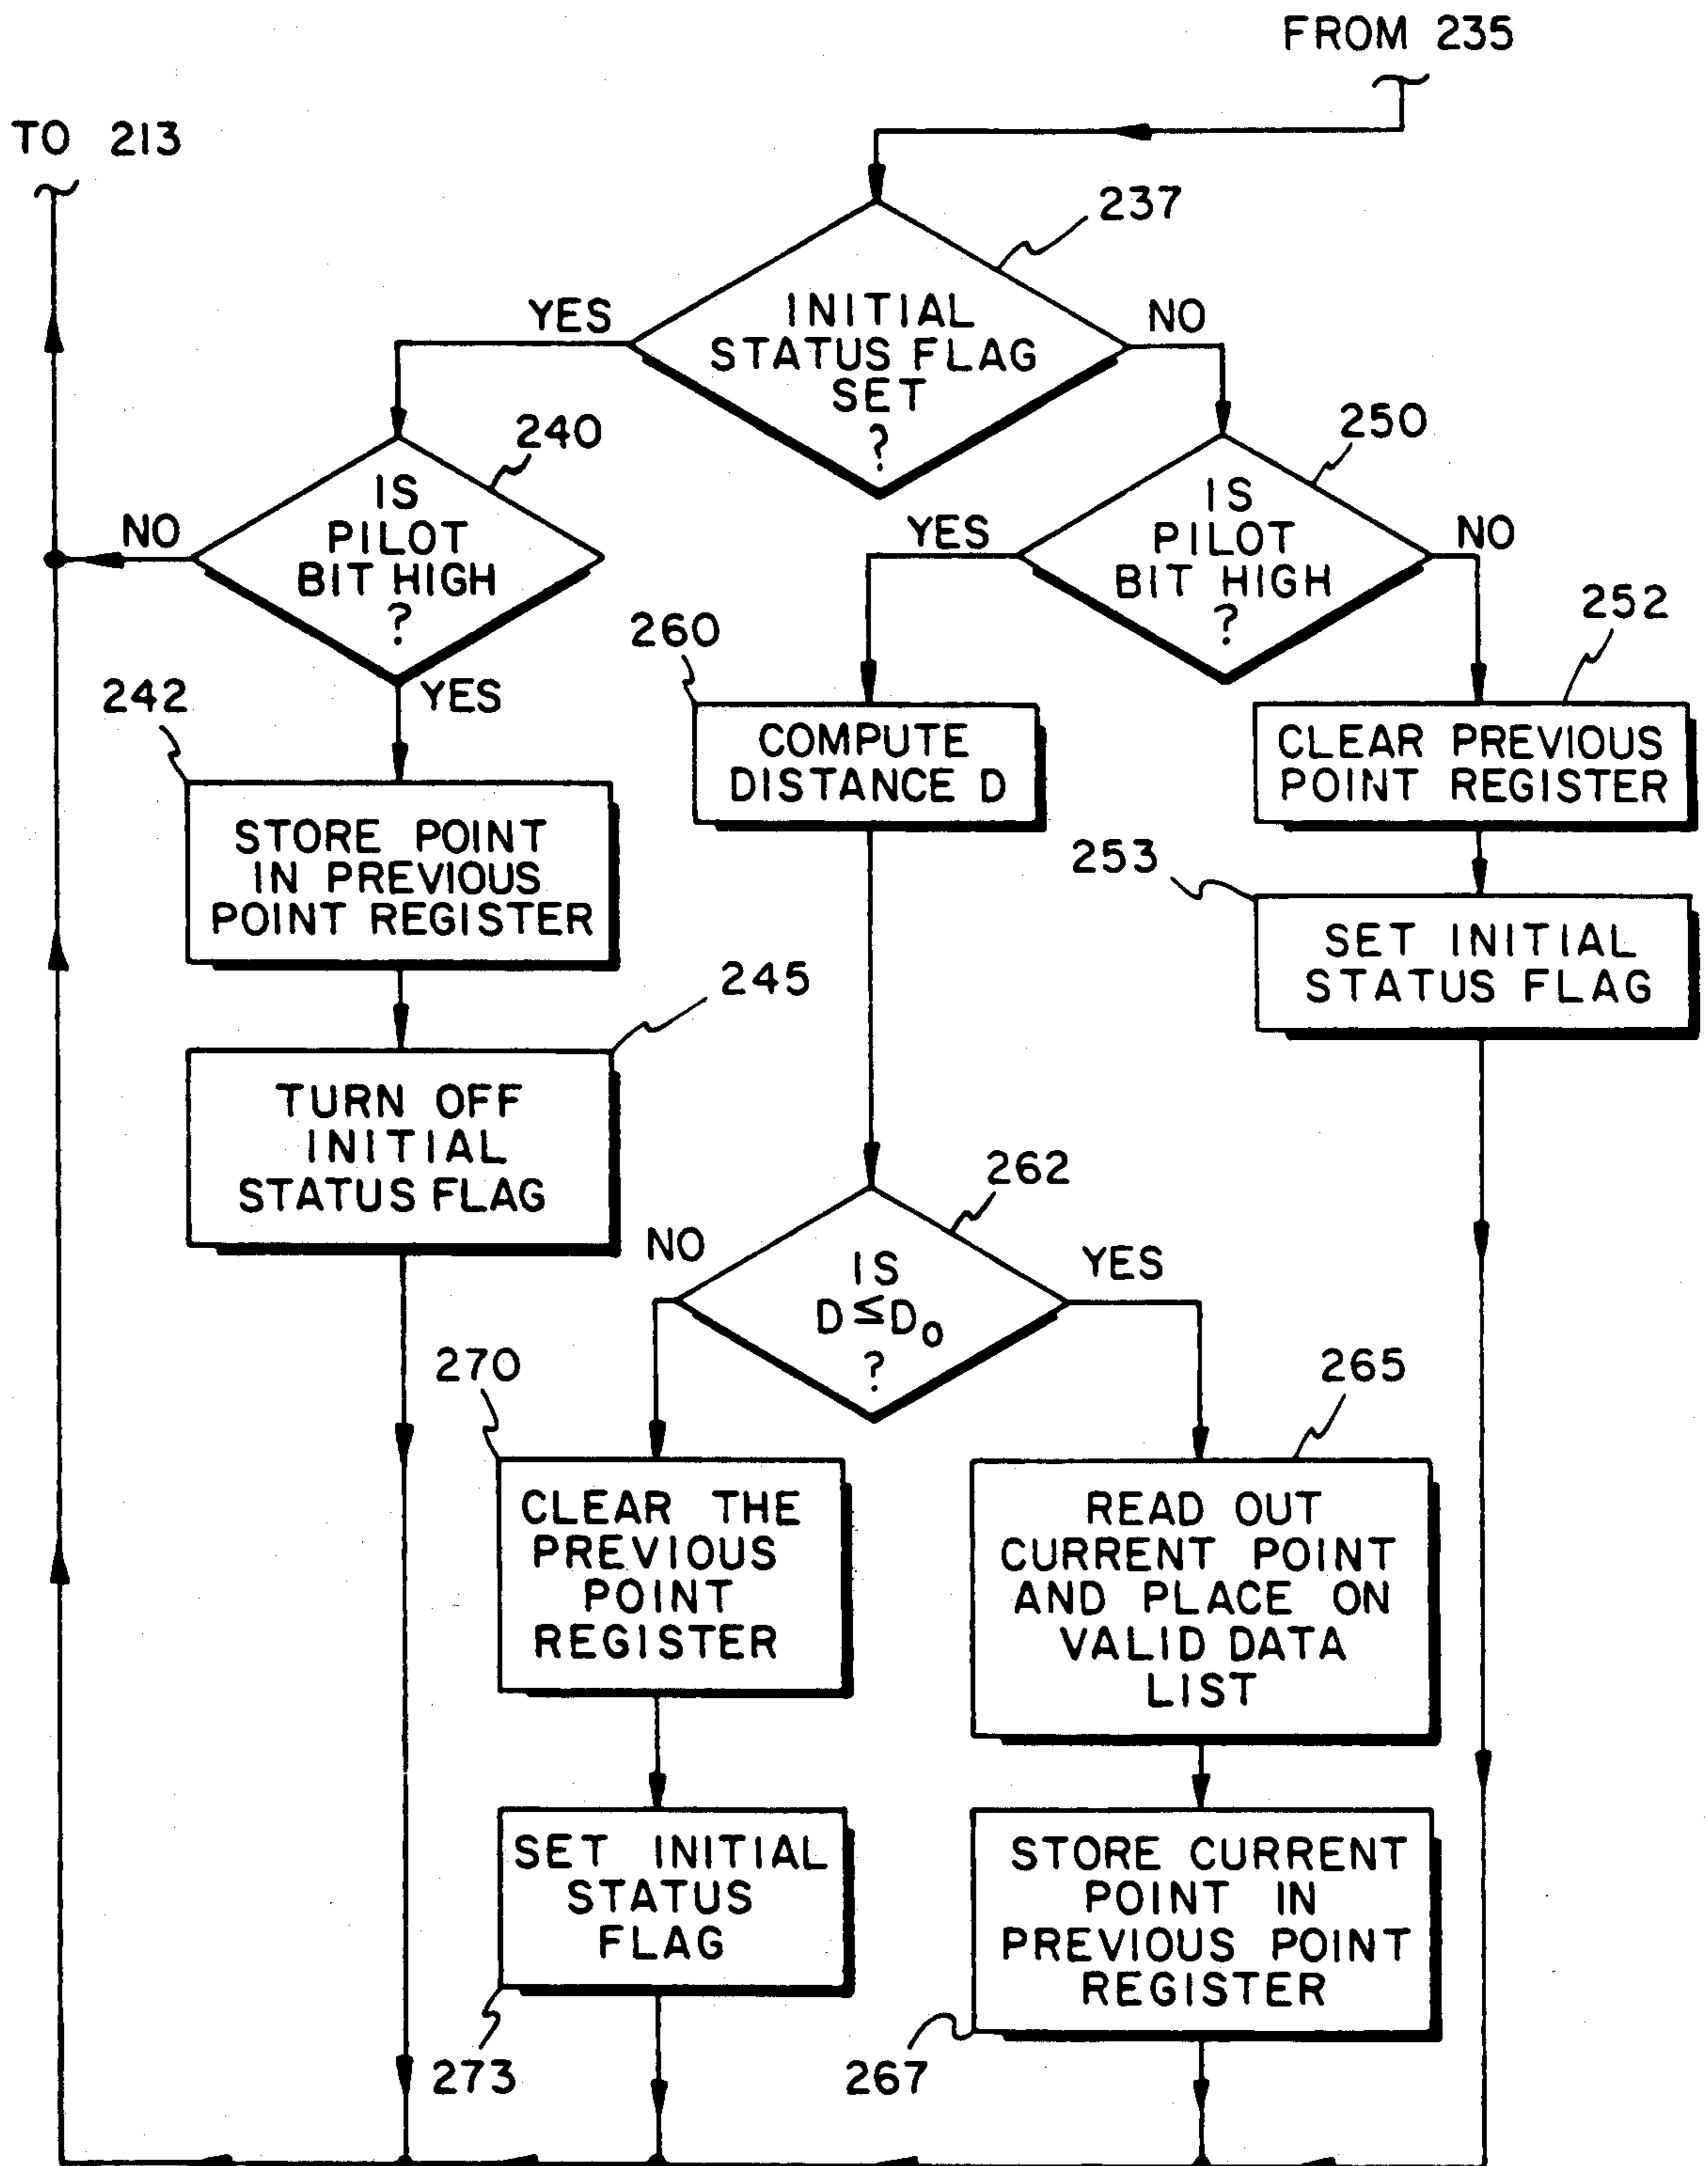 FROM 235
TO 213
237
INITIAL
STATUS FLAG
SET
?
YES
NO
240
IS
PILOT
BIT HIGH
?
NO
YES
250
IS
PILOT
BIT HIGH
?
YES
NO
242
STORE POINT
IN PREVIOUS
POINT REGISTER
260
COMPUTE
DISTANCE D
252
CLEAR PREVIOUS
POINT REGISTER
253
SET INITIAL
STATUS FLAG
245
TURN OFF
INITIAL
STATUS FLAG
262
IS
D≤D₀
?
NO
YES
270
CLEAR THE
PREVIOUS
POINT
REGISTER
265
READ OUT
CURRENT POINT
AND PLACE ON
VALID DATA
LIST
SET INITIAL
STATUS
FLAG
273
STORE CURRENT
POINT IN
PREVIOUS POINT
REGISTER
267